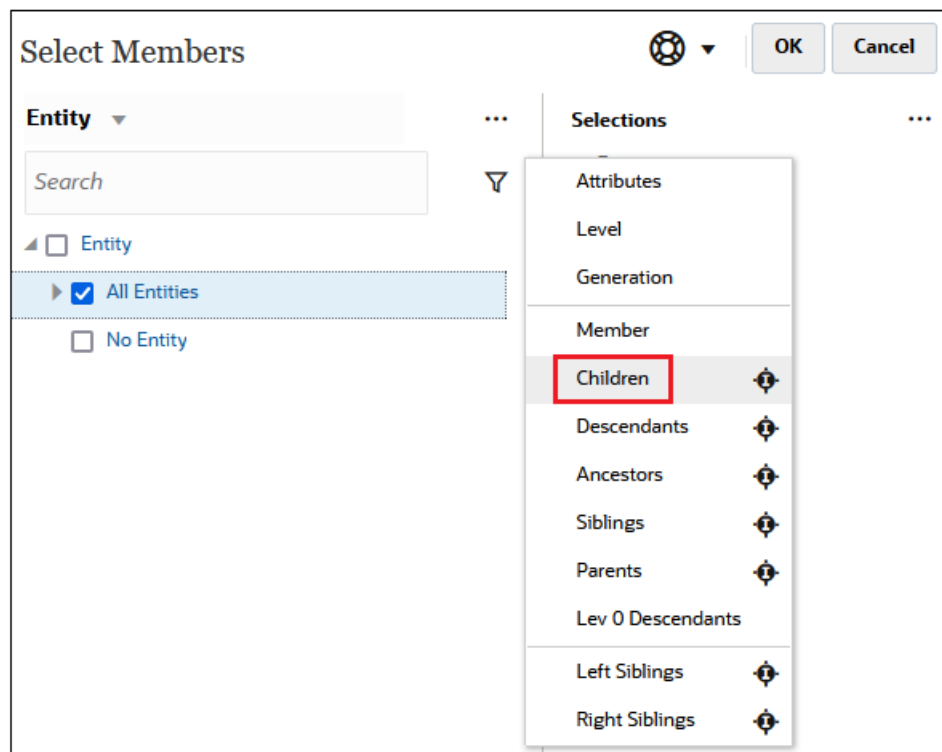 Select Members
OK
Cancel
Entity
Selections
Search
Entity
All Entities
No Entity
Attributes
Level
Generation
Member
Children
Descendants
Ancestors
Siblings
Parents
Lev 0 Descendants
Left Siblings
Right Siblings